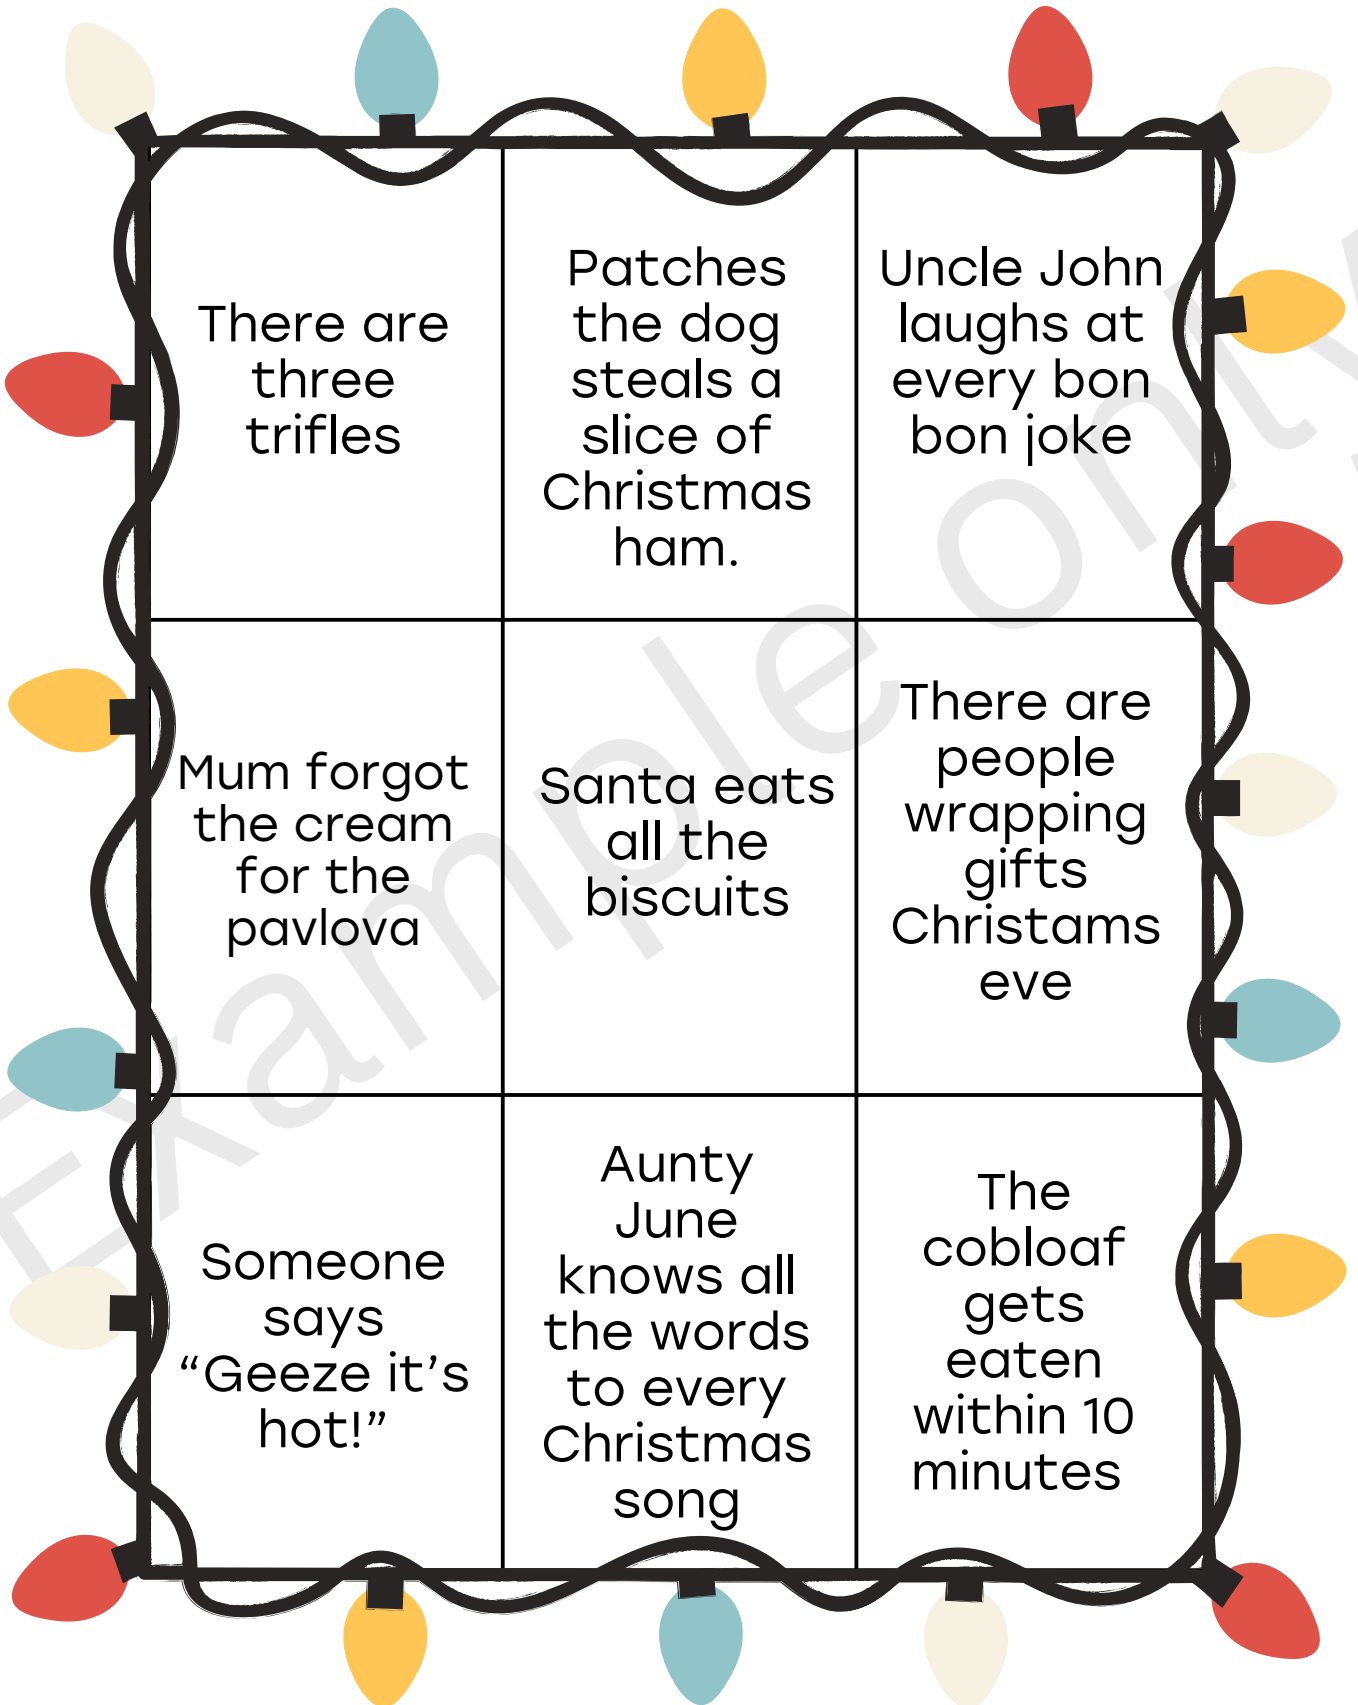 There are
three
trifles
Patches
the dog
steals a
slice of
Christmas
ham.
Uncle John
laughs at
every bon
bon joke
Mum forgot
the cream
for the
pavlova
Santa eats
all the
biscuits
There are
people
wrapping
gifts
Christams
eve
Someone
says
“Geeze it’s
hot!”
Aunty
June
knows all
the words
to every
Christmas
song
The
cobloaf
gets
eaten
within 10
minutes
Example only